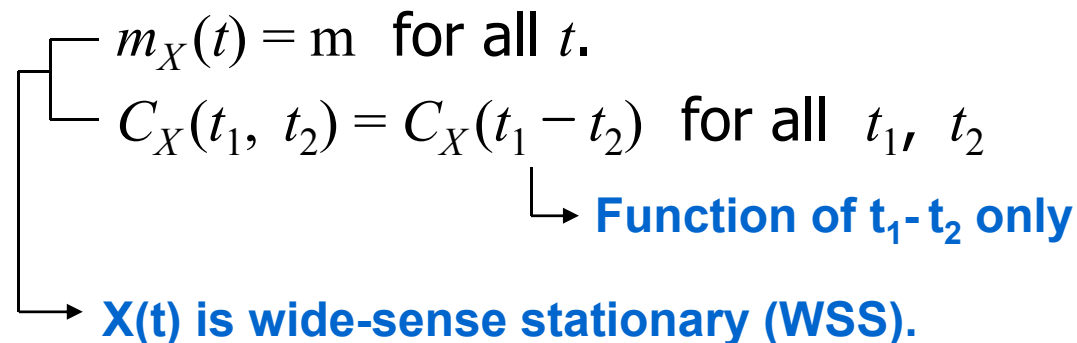 m_X(t) = m for all t.
C_X(t_1, t_2) = C_X(t_1 − t_2) for all t_1, t_2
Function of t_1- t_2 only
X(t) is wide-sense stationary (WSS).